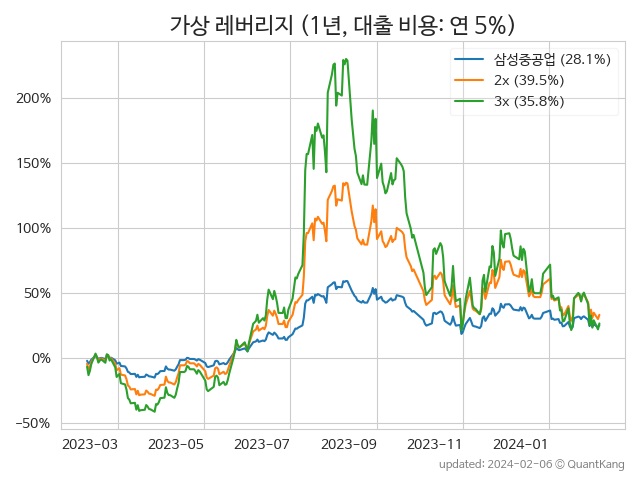 가상 레버리지 (1년, 대출 비용: 연 5%)
삼성중공업 (28.1%)
2x (39.5%)
3x (35.8%)
200%
150%
100%
50%
0%
−50%
2023-03 2023-05 2023-07 2023-09 2023-11 2024-01
updated: 2024-02-06 © QuantKang